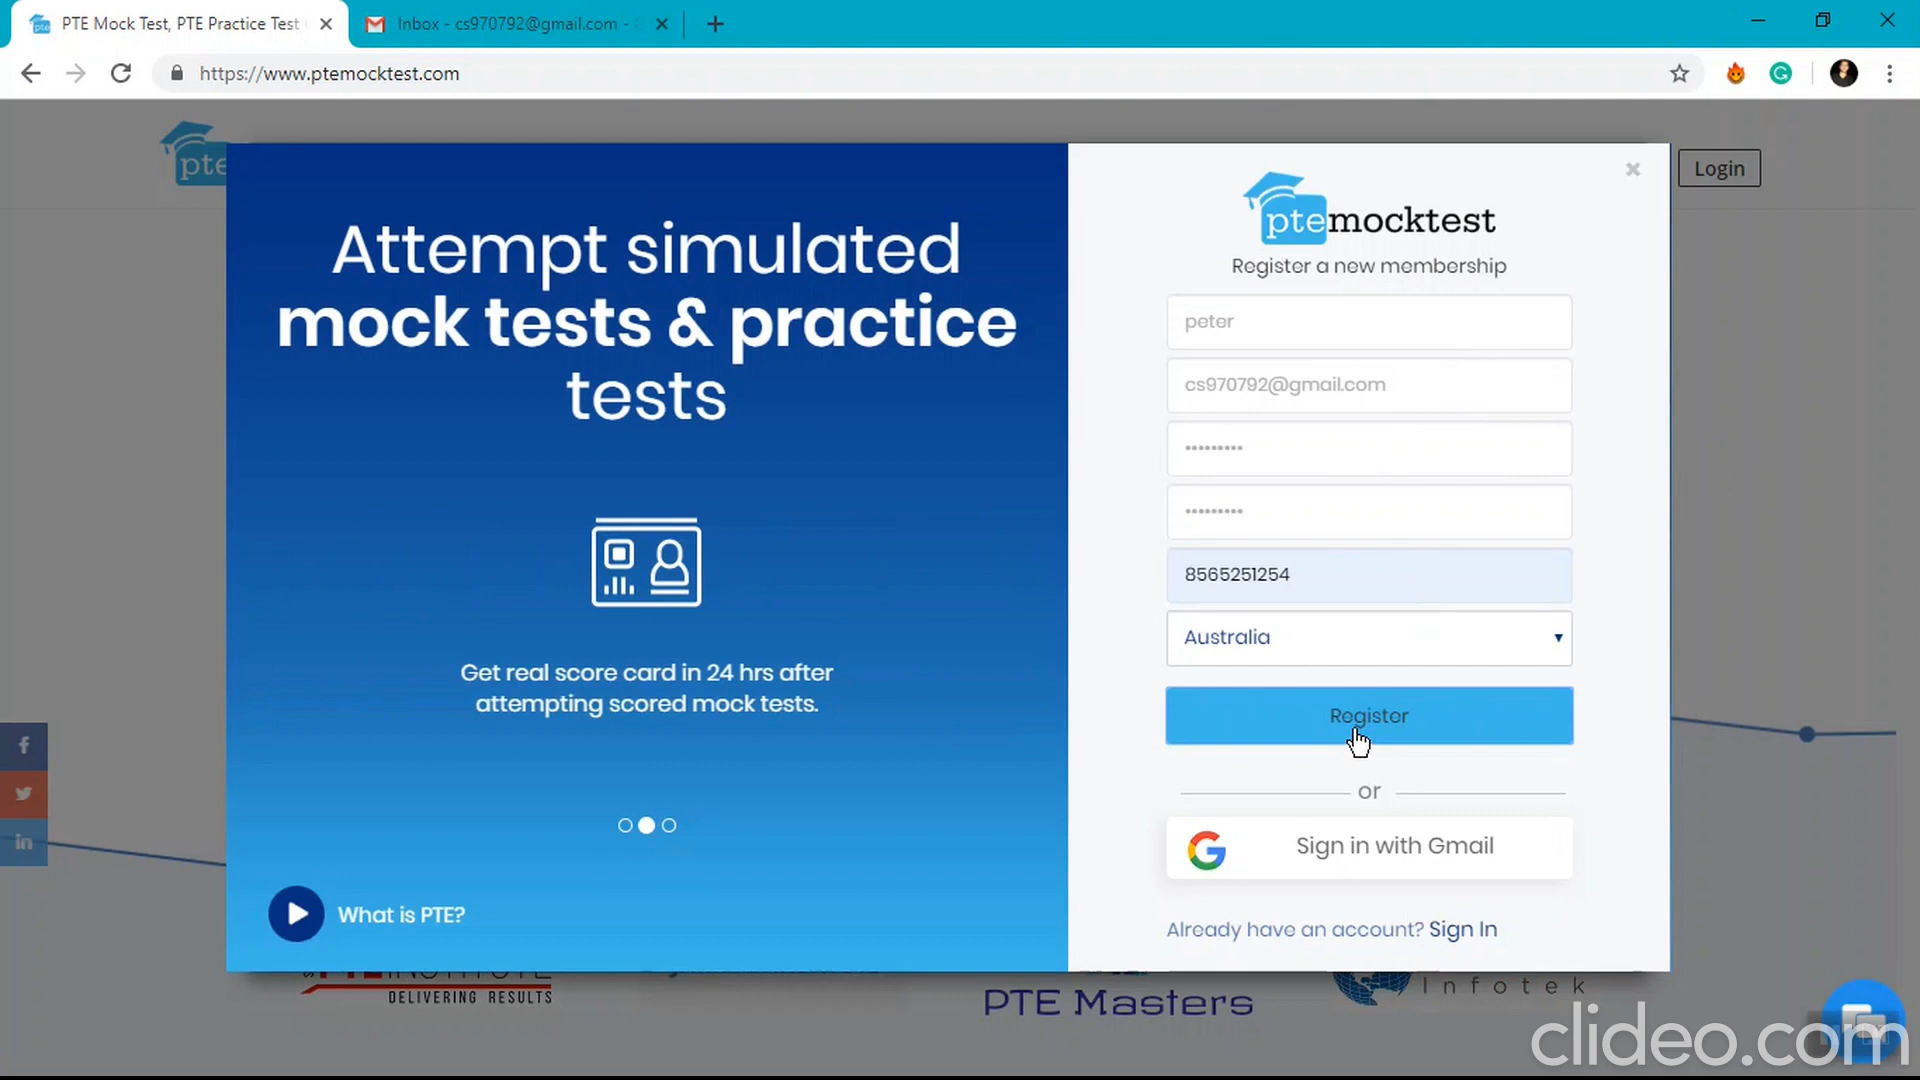 PTE Mock Test, PTE Practice Test
Inbox - cs970792@gmail.com -
https://www.ptemocktest.com
pte
Login
Attempt simulated
mock tests & practice
tests
Get real score card in 24 hrs after
attempting scored mock tests.
What is PTE?
ptemocktest
Register a new membership
peter
cs970792@gmail.com
•••••••••
•••••••••
8565251254
Australia
Register
or
Sign in with Gmail
Already have an account? Sign In
f
in
DELIVERING RESULTS
PTE Masters
Infotek
clideo.com